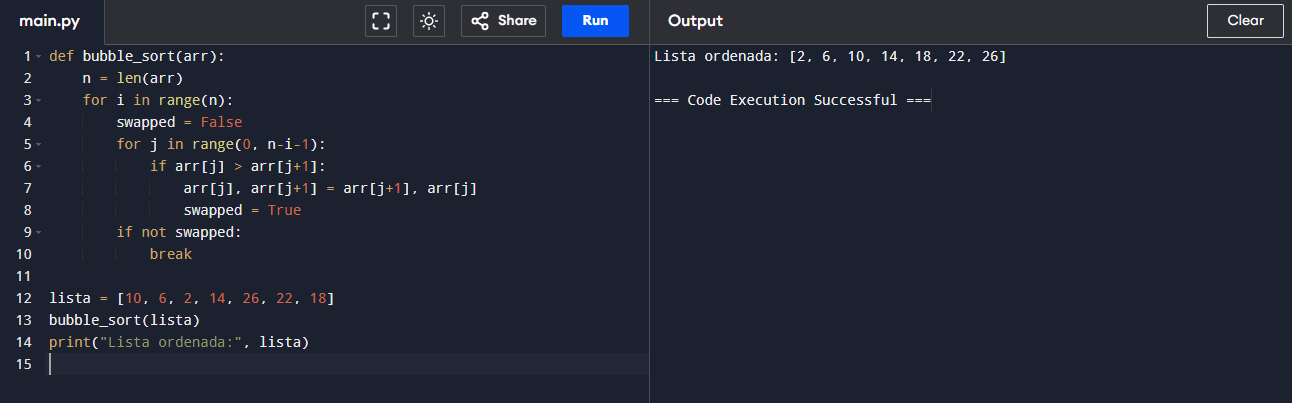 main.py
Share
Run
Output
Clear
1 def bubble_sort(arr):
2     n = len(arr)
3     for i in range(n):
4         swapped = False
5         for j in range(0, n-i-1):
6             if arr[j] > arr[j+1]:
7                 arr[j], arr[j+1] = arr[j+1], arr[j]
8                 swapped = True
9         if not swapped:
10             break
11
12 lista = [10, 6, 2, 14, 26, 22, 18]
13 bubble_sort(lista)
14 print("Lista ordenada:", lista)
15
Lista ordenada: [2, 6, 10, 14, 18, 22, 26]
=== Code Execution Successful ===